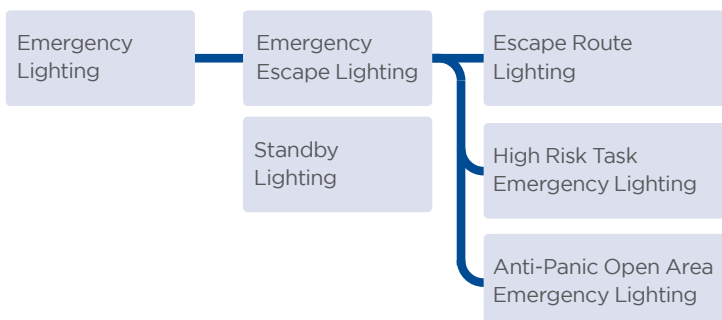 Emergency
Lighting
Emergency
Escape Lighting
Escape Route
Lighting
Standby
Lighting
High Risk Task
Emergency Lighting
Anti-Panic Open Area
Emergency Lighting